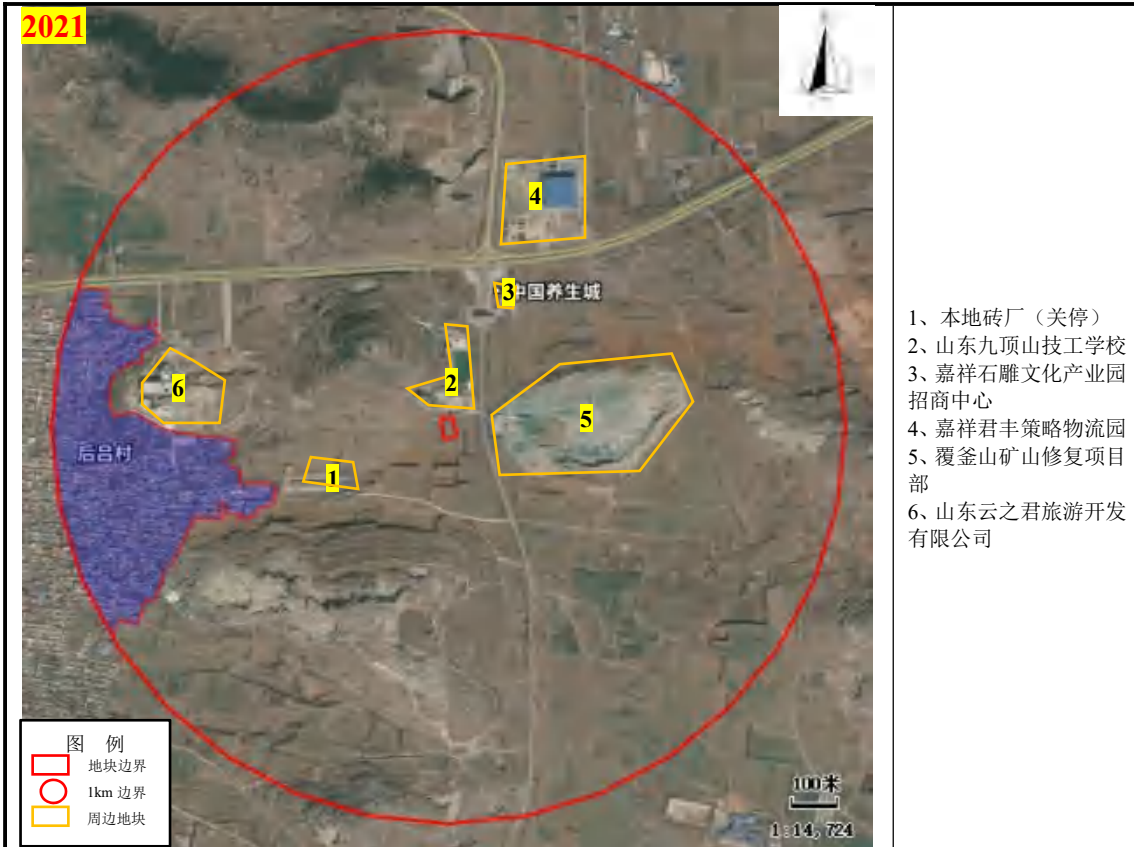 2021
4
3
中国养生城
2
6
5
后吕村
1
图 例
地块边界
1km 边界
周边地块
100米
1:14,724
1、本地砖厂（关停）
2、山东九顶山技工学校
3、嘉祥石雕文化产业园
招商中心
4、嘉祥君丰策略物流园
5、覆釜山矿山修复项目
部
6、山东云之君旅游开发
有限公司